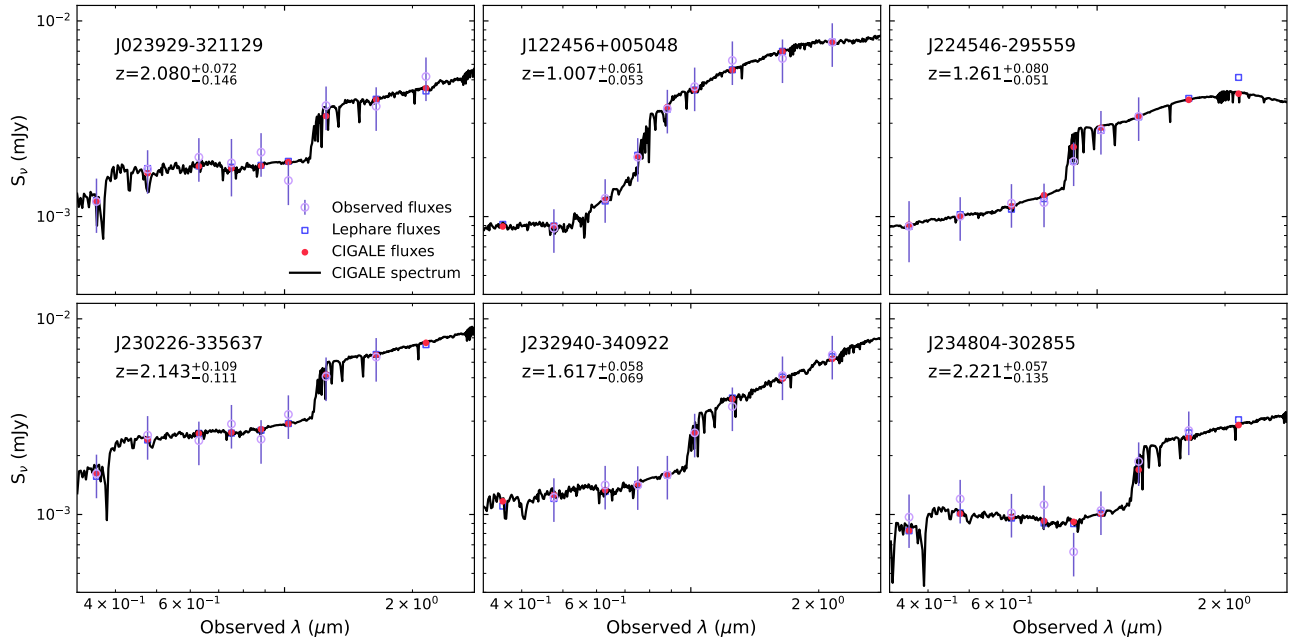 10⁻²
S_ν (mJy)
10⁻³
J023929-321129
z=2.080+0.072−0.146
Observed fluxes
Lephare fluxes
CIGALE fluxes
CIGALE spectrum
J122456+005048
z=1.007+0.061−0.053
J224546-295559
z=1.261+0.080−0.051
10⁻²
S_ν (mJy)
10⁻³
J230226-335637
z=2.143+0.109−0.111
J232940-340922
z=1.617+0.058−0.069
J234804-302855
z=2.221+0.057−0.135
4 × 10⁻¹ 6 × 10⁻¹ 2 × 10⁰
4 × 10⁻¹ 6 × 10⁻¹ 2 × 10⁰
4 × 10⁻¹ 6 × 10⁻¹ 2 × 10⁰
Observed λ (μm)
Observed λ (μm)
Observed λ (μm)